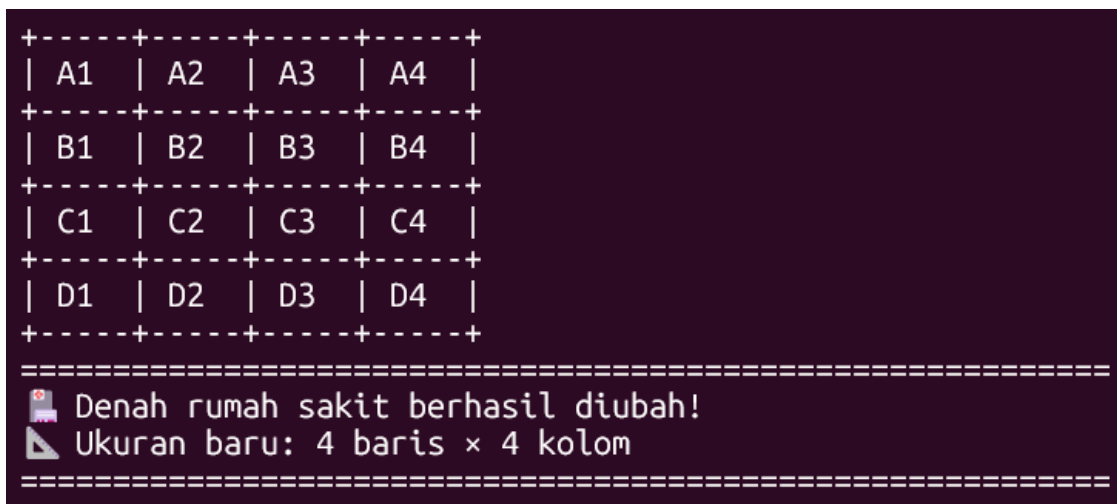 +-----+-----+-----+-----+
| A1  | A2  | A3  | A4  |
+-----+-----+-----+-----+
| B1  | B2  | B3  | B4  |
+-----+-----+-----+-----+
| C1  | C2  | C3  | C4  |
+-----+-----+-----+-----+
| D1  | D2  | D3  | D4  |
+-----+-----+-----+-----+
===========================================================
🏥 Denah rumah sakit berhasil diubah!
📐 Ukuran baru: 4 baris × 4 kolom
===========================================================